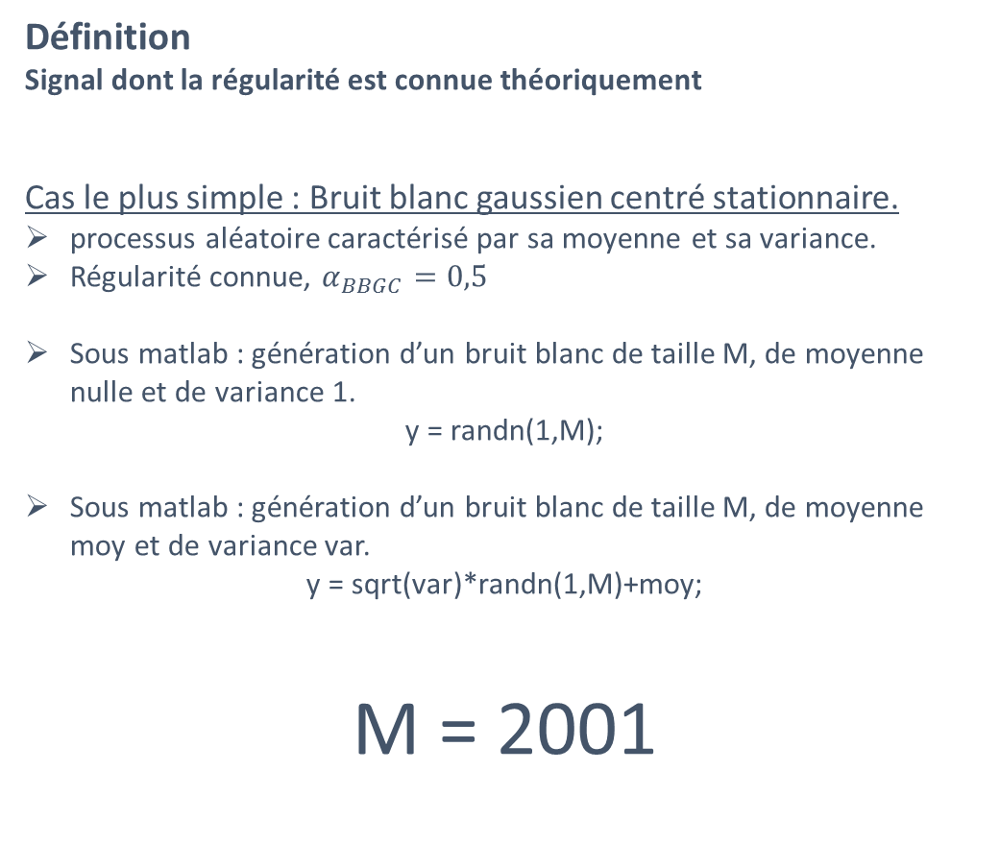 Définition
Signal dont la régularité est connue théoriquement
Cas le plus simple : Bruit blanc gaussien centré stationnaire.
➢ processus aléatoire caractérisé par sa moyenne et sa variance.
➢ Régularité connue, α_BBGC = 0,5
➢ Sous matlab : génération d’un bruit blanc de taille M, de moyenne
nulle et de variance 1.
y = randn(1,M);
➢ Sous matlab : génération d’un bruit blanc de taille M, de moyenne
moy et de variance var.
y = sqrt(var)*randn(1,M)+moy;
M = 2001